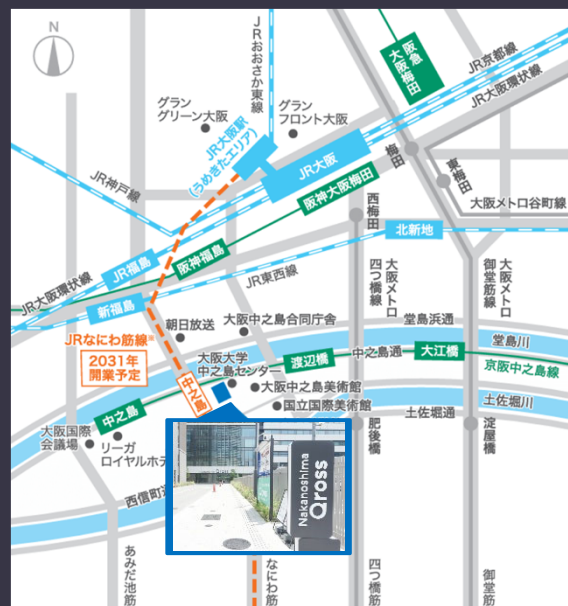 N
JRおおさか東線
グラン
グリーン大阪
グラン
フロント大阪
阪急
大阪梅田
JR京都線
JR大阪環状線
JR大阪駅
(うめきたエリア)
JR大阪
梅田
東梅田
大阪メトロ谷町線
JR神戸線
阪神大阪梅田
西梅田
北新地
JR福島
阪神福島
JR東西線
JR大阪環状線
新福島
四つ橋線
大阪メトロ
御堂筋線
大阪メトロ
JRなにわ筋線※
2031年
開業予定
朝日放送
大阪中之島合同庁舎
堂島浜通
堂島川
大阪大学
中之島センター
渡辺橋
中之島通
大江橋
京阪中之島線
中之島
中之島
大阪中之島美術館
国立国際美術館
土佐堀通
土佐堀川
大阪国際
会議場
リーガ
ロイヤルホテ
肥後橋
淀屋橋
西信町通
Nakanoshima
Qross
あみだ池筋
なにわ筋
四つ橋筋
御堂筋